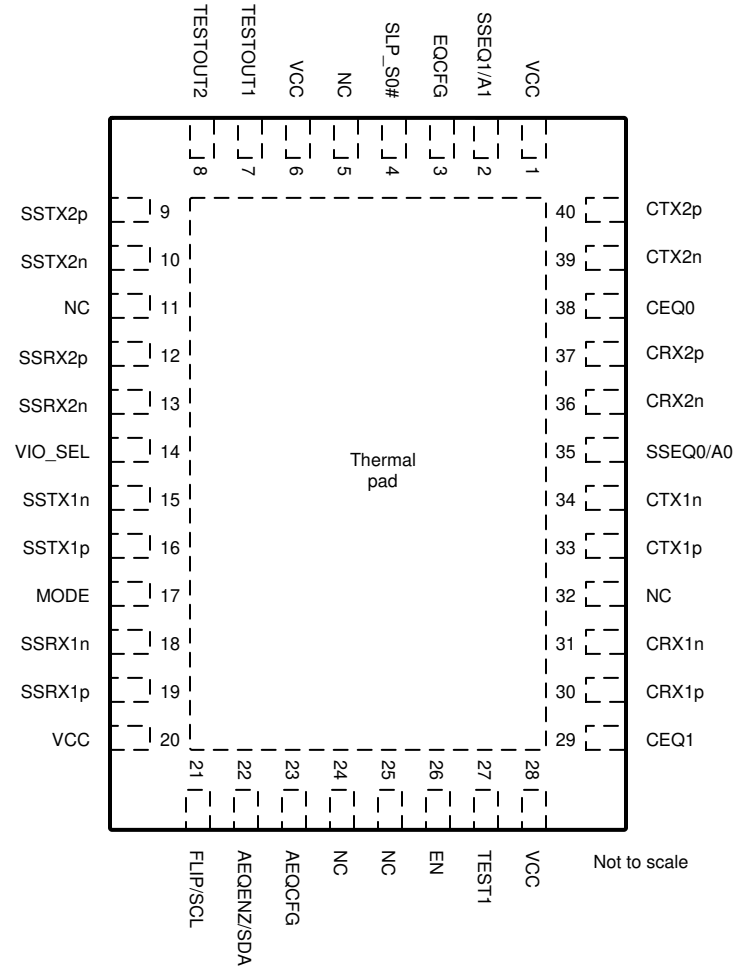 TESTOUT2
TESTOUT1
VCC
NC
SLP_S0#
EQCFG
SSEQ1/A1
VCC
8
7
6
5
4
3
2
1
SSTX2p 9
SSTX2n 10
NC 11
SSRX2p 12
SSRX2n 13
VIO_SEL 14
SSTX1n 15
SSTX1p 16
MODE 17
SSRX1n 18
SSRX1p 19
VCC 20
Thermal
pad
40 CTX2p
39 CTX2n
38 CEQ0
37 CRX2p
36 CRX2n
35 SSEQ0/A0
34 CTX1n
33 CTX1p
32 NC
31 CRX1n
30 CRX1p
29 CEQ1
21
22
23
24
25
26
27
28
FLIP/SCL
AEQENZ/SDA
AEQCFG
NC
NC
EN
TEST1
VCC
Not to scale